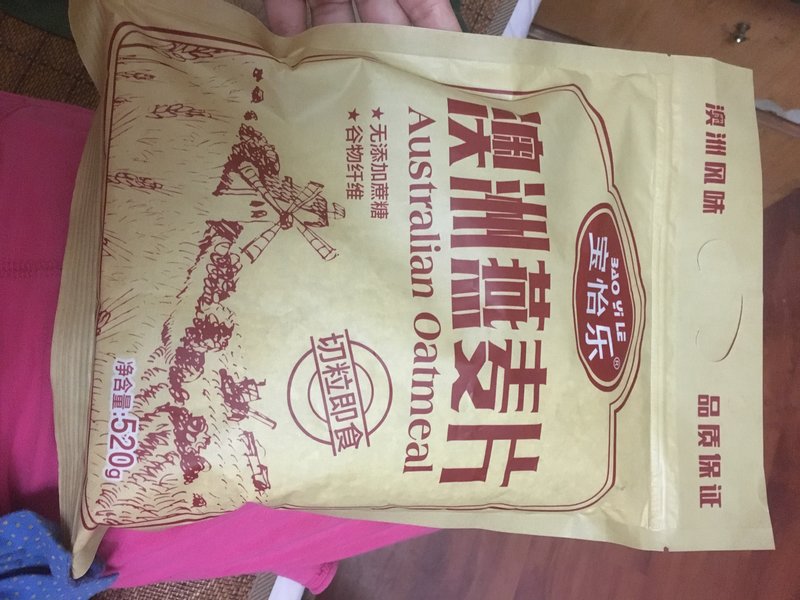 澳洲风味 品质保证
BAO YI LE
宝怡乐®
澳洲燕麦片
Australian Oatmeal
★无添加蔗糖
★谷物纤维
切粒即食
净含量:520g